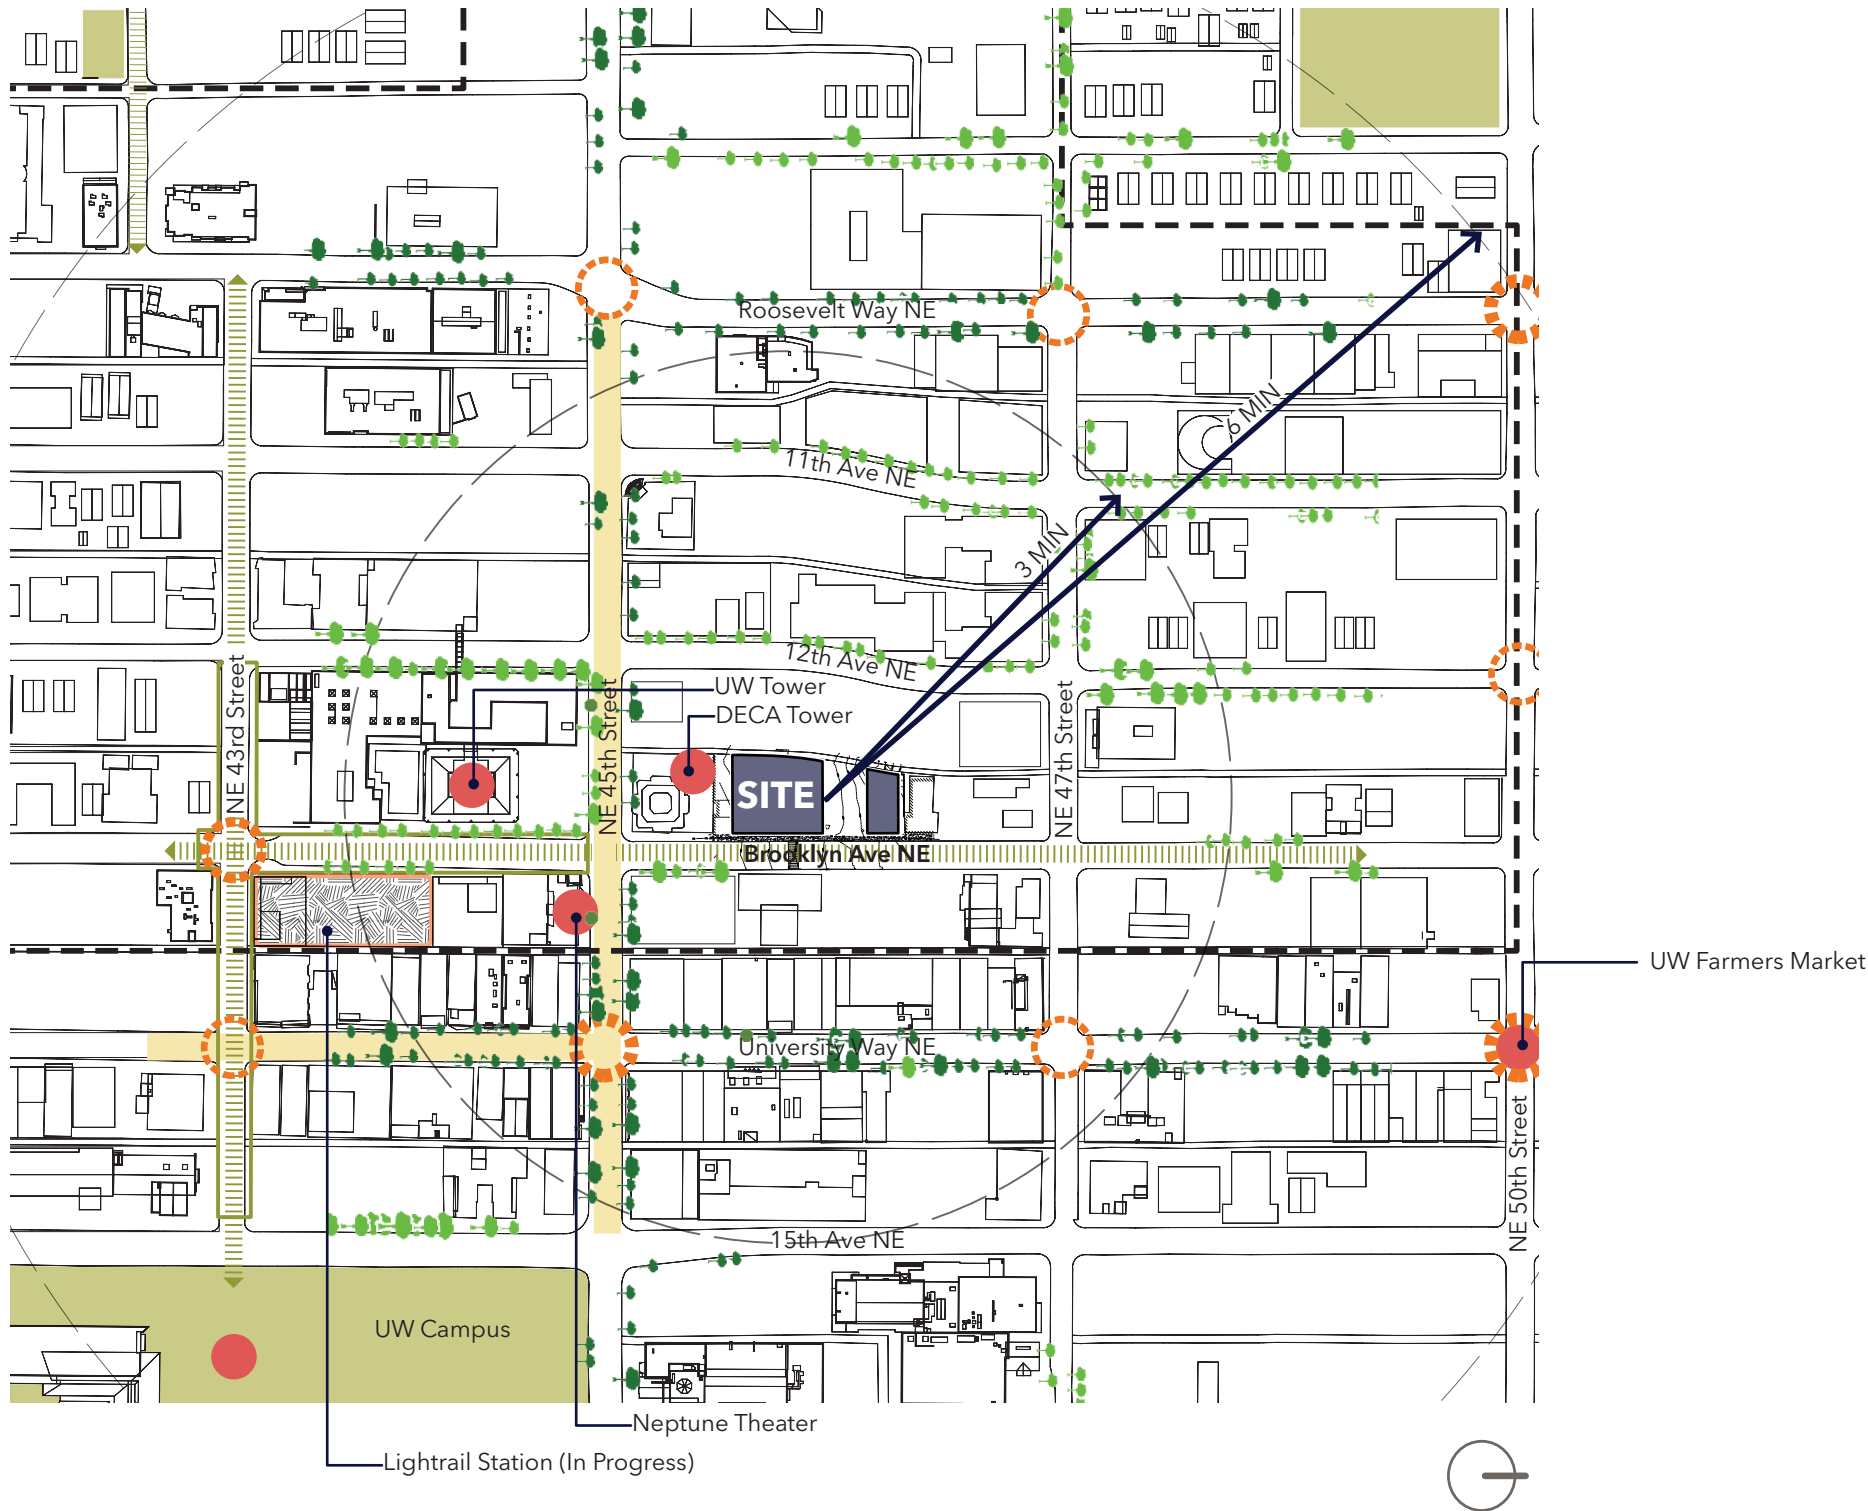 Roosevelt Way NE
6 MIN
11th Ave NE
3 MIN
12th Ave NE
NE 43rd Street
NE 45th Street
UW Tower
DECA Tower
NE 47th Street
SITE
Brooklyn Ave NE
UW Farmers Market
University Way NE
NE 50th Street
15th Ave NE
UW Campus
Neptune Theater
Lightrail Station (In Progress)